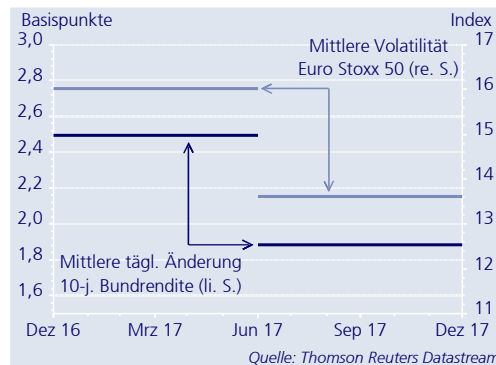 Basispunkte Index
3,0 17
Mittlere Volatilität
Euro Stoxx 50 (re. S.)
2,8 16
2,6 15
2,4 14
2,2
2,0 13
1,8 12
Mittlere tägl. Änderung
10-j. Bundrendite (li. S.)
1,6 11
Dez 16 Mrz 17 Jun 17 Sep 17 Dez 17
Quelle: Thomson Reuters Datastream